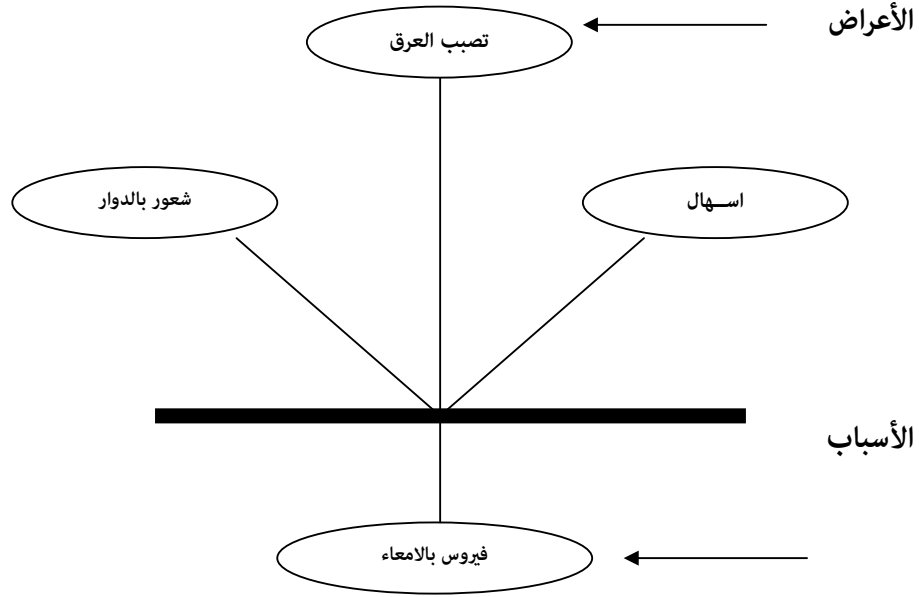 الأعراض
تصبب العرق
اســهال
شعور بالدوار
الأسباب
فيروس بالامعاء